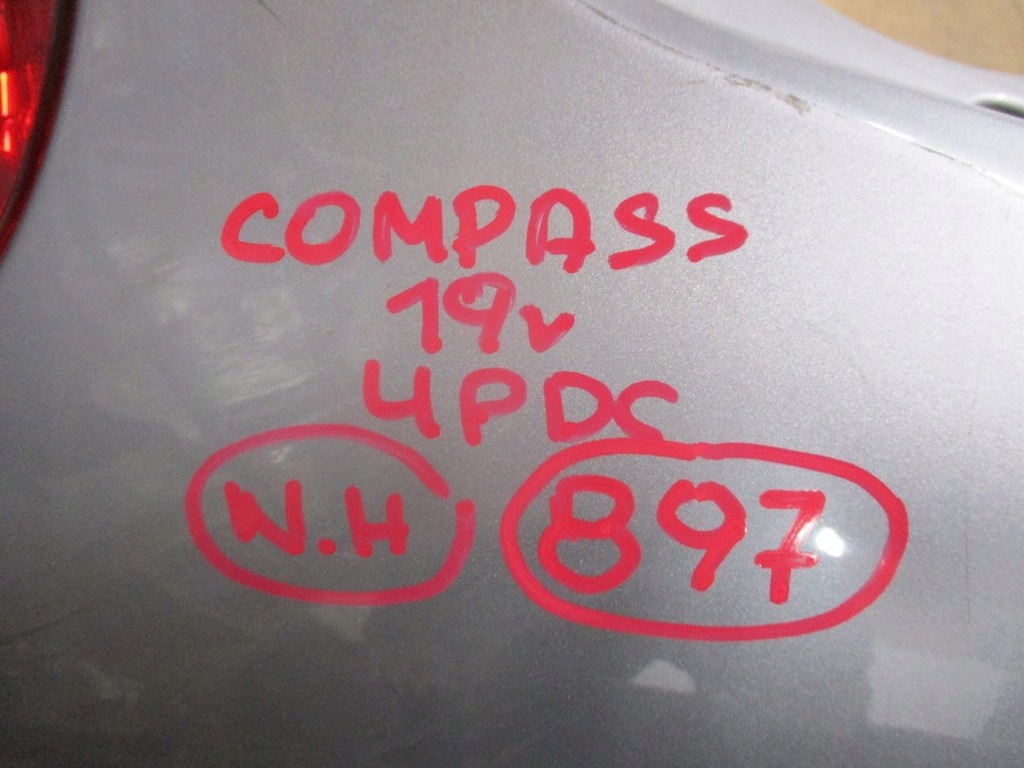 COMPASS
19v
4PDC
N.H 897